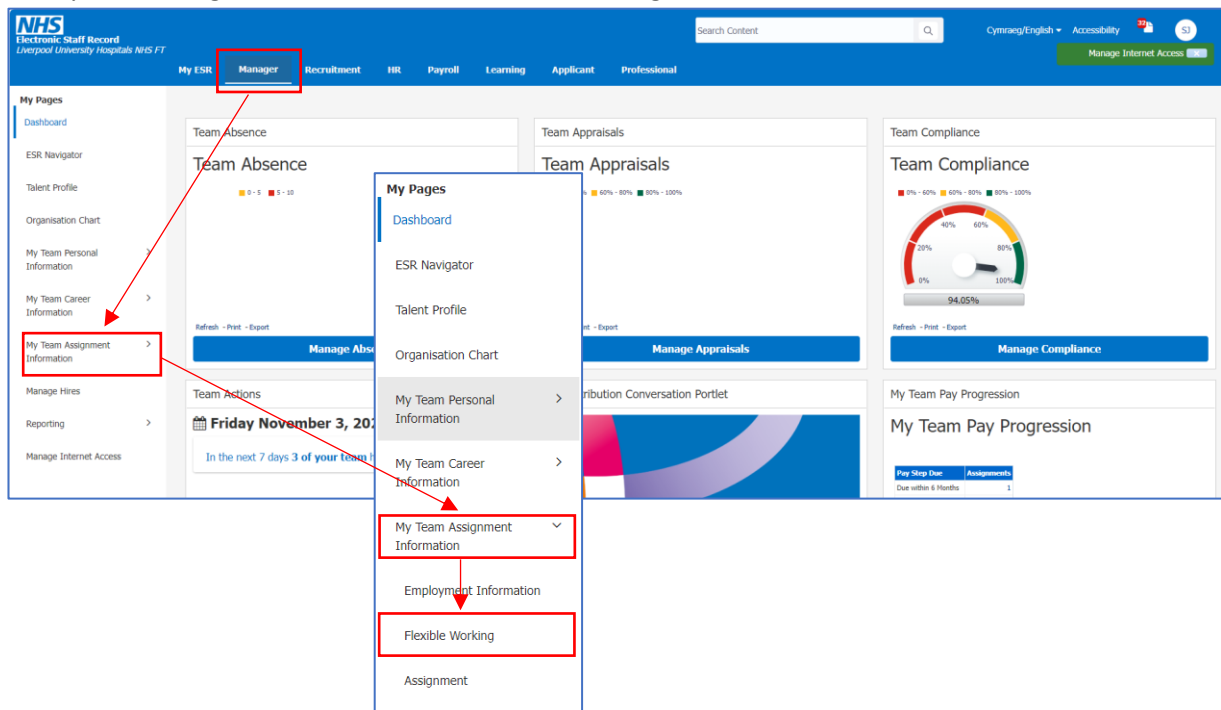 NHS
Electronic Staff Record
Liverpool University Hospitals NHS FT
Search Content
Cymraeg/English
Accessibility
32
SJ
Manage Internet Access
My ESR
Manager
Recruitment
HR
Payroll
Learning
Applicant
Professional
My Pages
Dashboard
ESR Navigator
Talent Profile
Organisation Chart
My Team Personal
Information
My Team Career
Information
My Team Assignment
Information
Manage Hires
Reporting
Manage Internet Access
Team Absence
Team Absence
0 - 5 5 - 10
Refresh - Print - Export
Manage
Team Actions
Friday November 3,
In the next 7 days 3 of your team
Team Appraisals
Team Appraisals
60% - 80% 80% - 100%
- Export
Manage Appraisals
Conversation Portlet
Team Compliance
Team Compliance
0% - 60% 60% - 80% 80% - 100%
40% 60%
20% 80%
0% 100%
94.05%
Refresh - Print - Export
Manage Compliance
My Team Pay Progression
My Team Pay Progression
Pay Step Due Assignments
Due within 6 Months 1
My Pages
Dashboard
ESR Navigator
Talent Profile
Organisation Chart
My Team Personal
Information
My Team Career
Information
My Team Assignment
Information
Employment Information
Flexible Working
Assignment